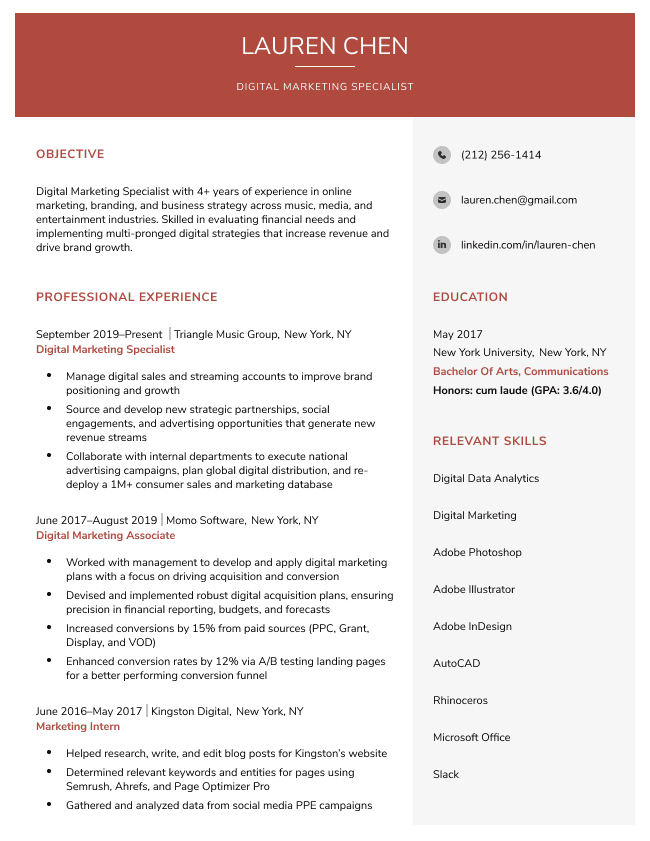 LAUREN CHEN
DIGITAL MARKETING SPECIALIST
OBJECTIVE
Digital Marketing Specialist with 4+ years of experience in online
marketing, branding, and business strategy across music, media, and
entertainment industries. Skilled in evaluating financial needs and
implementing multi-pronged digital strategies that increase revenue and
drive brand growth.
PROFESSIONAL EXPERIENCE
September 2019–Present | Triangle Music Group, New York, NY
Digital Marketing Specialist
• Manage digital sales and streaming accounts to improve brand
positioning and growth
• Source and develop new strategic partnerships, social
engagements, and advertising opportunities that generate new
revenue streams
• Collaborate with internal departments to execute national
advertising campaigns, plan global digital distribution, and re-
deploy a 1M+ consumer sales and marketing database
June 2017–August 2019 | Momo Software, New York, NY
Digital Marketing Associate
• Worked with management to develop and apply digital marketing
plans with a focus on driving acquisition and conversion
• Devised and implemented robust digital acquisition plans, ensuring
precision in financial reporting, budgets, and forecasts
• Increased conversions by 15% from paid sources (PPC, Grant,
Display, and VOD)
• Enhanced conversion rates by 12% via A/B testing landing pages
for a better performing conversion funnel
June 2016–May 2017 | Kingston Digital, New York, NY
Marketing Intern
• Helped research, write, and edit blog posts for Kingston's website
• Determined relevant keywords and entities for pages using
Semrush, Ahrefs, and Page Optimizer Pro
• Gathered and analyzed data from social media PPE campaigns
(212) 256-1414
lauren.chen@gmail.com
in linkedin.com/in/lauren-chen
EDUCATION
May 2017
New York University, New York, NY
Bachelor Of Arts, Communications
Honors: cum laude (GPA: 3.6/4.0)
RELEVANT SKILLS
Digital Data Analytics
Digital Marketing
Adobe Photoshop
Adobe Illustrator
Adobe InDesign
AutoCAD
Rhinoceros
Microsoft Office
Slack